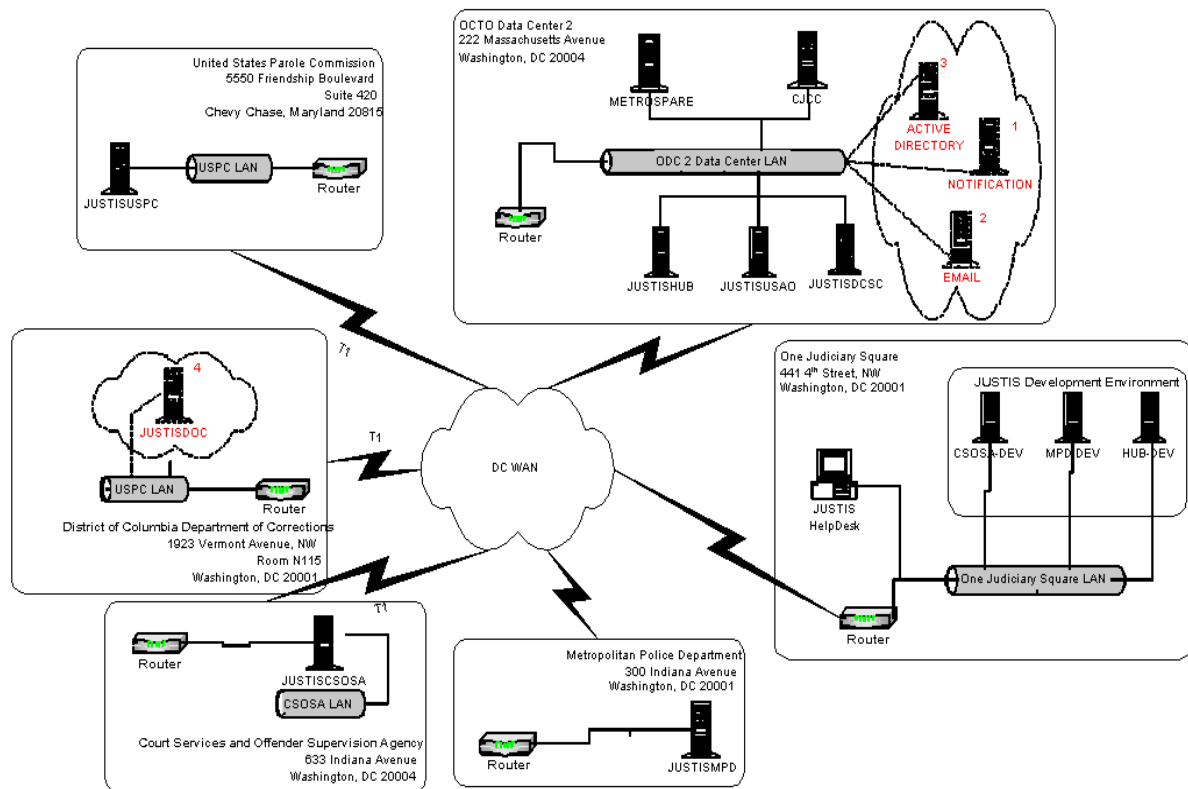 United States Parole Commission
5550 Friendship Boulevard
Suite 420
Chevy Chase, Maryland 20815
USPC LAN
Router
JUSTISUSPC
OCTO Data Center 2
222 Massachusetts Avenue
Washington, DC 20004
METROSPARE
CJCC
3
ACTIVE
DIRECTORY
1
NOTIFICATION
2
EMAIL
ODC 2 Data Center LAN
Router
JUSTISHUB
JUSTISUSAO
JUSTISDCSC
T1
4
JUSTISDOC
USPC LAN
Router
District of Columbia Department of Corrections
1923 Vermont Avenue, NW
Room N115
Washington, DC 20001
T1
DC WAN
One Judiciary Square
441 4th Street, NW
Washington, DC 20001
JUSTIS Development Environment
CSOSA-DEV
MPD-DEV
HUB-DEV
JUSTIS
HelpDesk
One Judiciary Square LAN
Router
T1
Router
JUSTISCSOSA
CSOSA LAN
Court Services and Offender Supervision Agency
633 Indiana Avenue
Washington, DC 20004
Metropolitan Police Department
300 Indiana Avenue
Washington, DC 20001
Router
JUSTISMPD